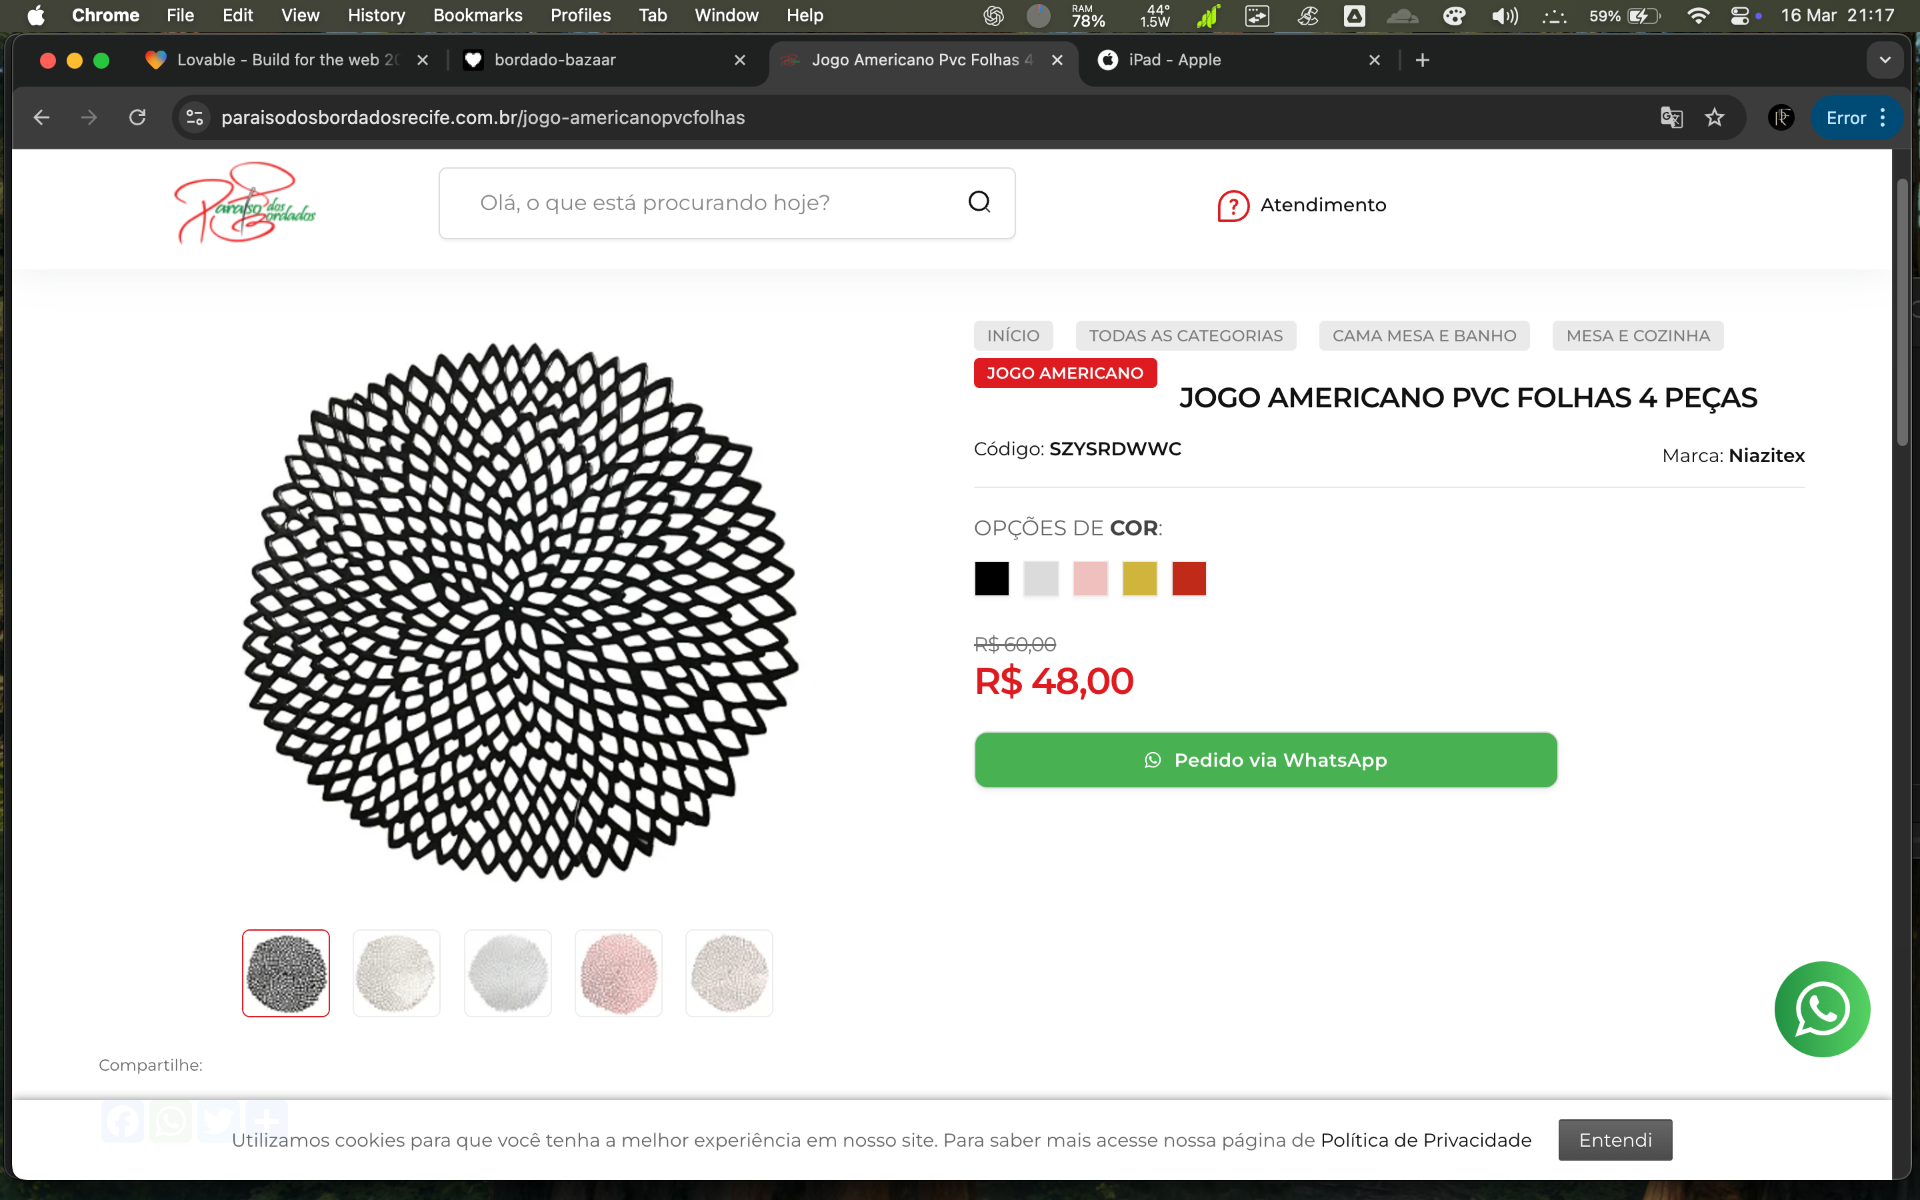 Chrome File Edit View History Bookmarks Profiles Tab Window Help RAM 78% 44° 1.5W 59% 16 Mar 21:17
Lovable - Build for the web 20
bordado-bazaar
Jogo Americano Pvc Folhas 4
iPad - Apple
paraisodosbordadosrecife.com.br/jogo-americanopvcfolhas
Error
Paraíso dos Bordados
Olá, o que está procurando hoje?
Atendimento
INÍCIO TODAS AS CATEGORIAS CAMA MESA E BANHO MESA E COZINHA
JOGO AMERICANO
JOGO AMERICANO PVC FOLHAS 4 PEÇAS
Código: SZYSRDWWC
Marca: Niazitex
OPÇÕES DE COR:
R$ 60,00
R$ 48,00
Pedido via WhatsApp
Compartilhe:
Utilizamos cookies para que você tenha a melhor experiência em nosso site. Para saber mais acesse nossa página de Política de Privacidade
Entendi